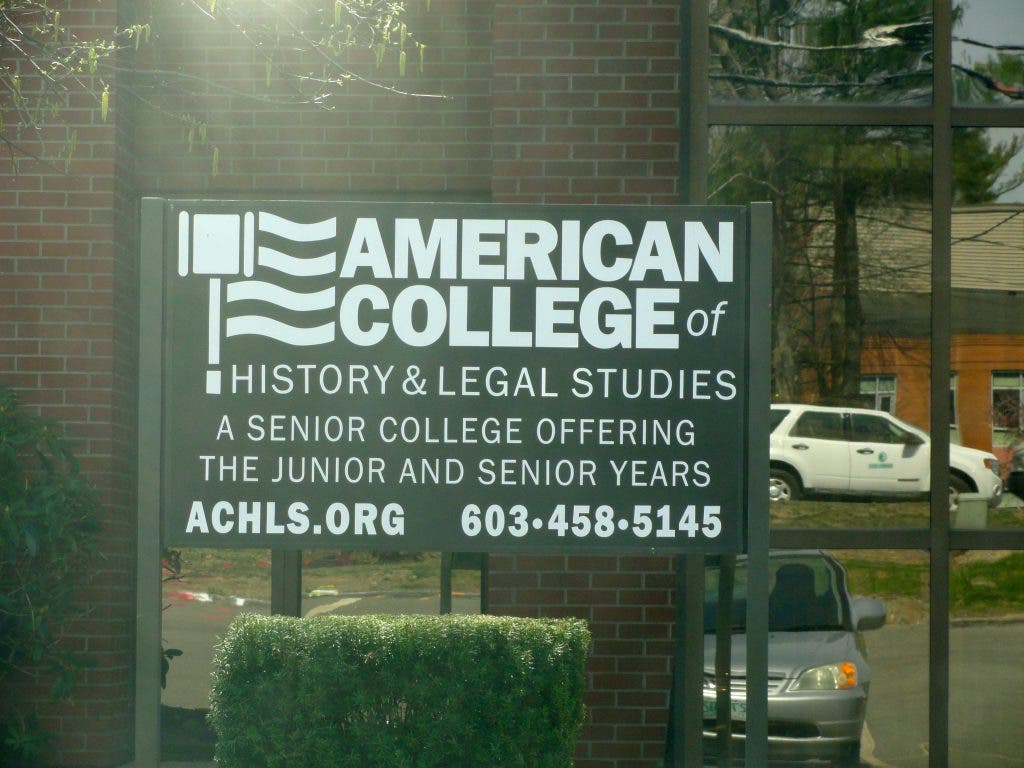 AMERICAN
COLLEGE of
HISTORY & LEGAL STUDIES
A SENIOR COLLEGE OFFERING
THE JUNIOR AND SENIOR YEARS
ACHLS.ORG 603•458•5145